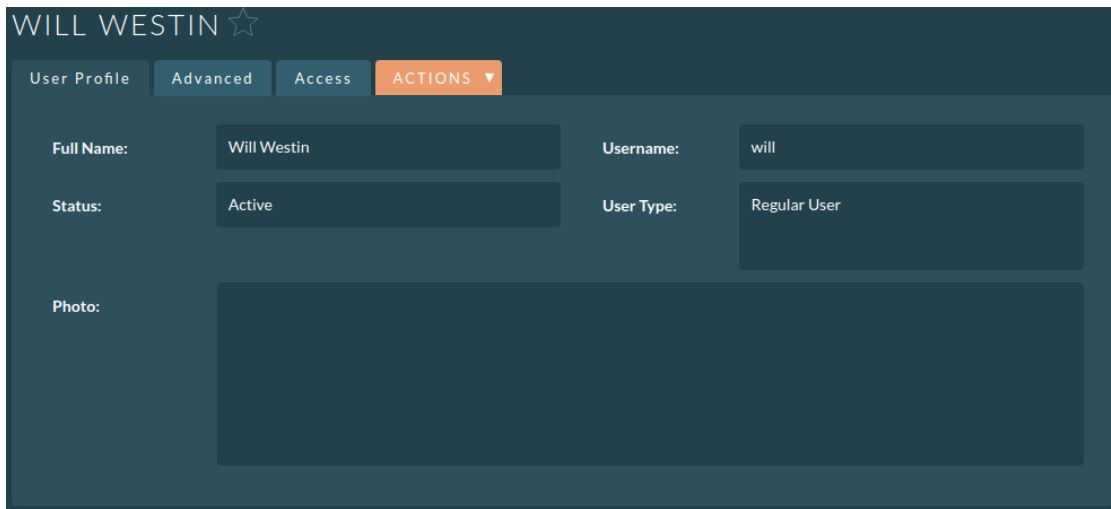 WILL WESTIN
User Profile Advanced Access ACTIONS
Full Name: Will Westin Username: will
Status: Active User Type: Regular User
Photo: